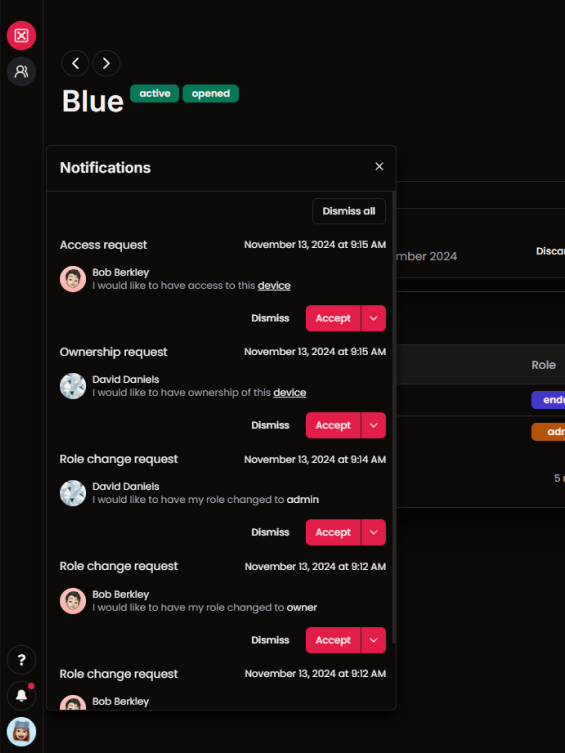 Blue active opened
Notifications
Dismiss all
mber 2024
Discar
Access request November 13, 2024 at 9:15 AM
Bob Berkley
I would like to have access to this device
Dismiss Accept
Ownership request November 13, 2024 at 9:15 AM
Role
David Daniels
I would like to have ownership of this device
endu
Dismiss Accept
adm
Role change request November 13, 2024 at 9:14 AM
5 r
David Daniels
I would like to have my role changed to admin
Dismiss Accept
Role change request November 13, 2024 at 9:12 AM
Bob Berkley
I would like to have my role changed to owner
Dismiss Accept
?
Role change request November 13, 2024 at 9:12 AM
Bob Berkley